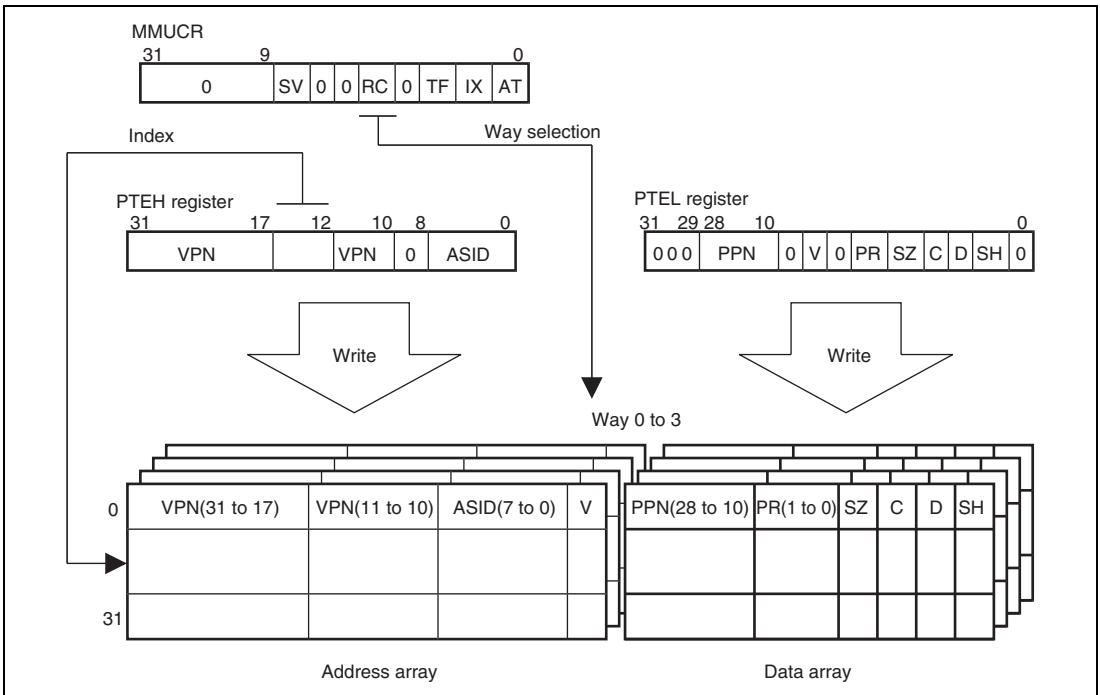 MMUCR
31 9 0
0 SV 0 0 RC 0 TF IX AT
Index
Way selection
PTEH register
31 17 12 10 8 0
VPN VPN 0 ASID
PTEL register
31 29 28 10 0
0 0 0 PPN 0 V 0 PR SZ C D SH 0
Write
Write
Way 0 to 3
0 VPN(31 to 17) VPN(11 to 10) ASID(7 to 0) V PPN(28 to 10) PR(1 to 0) SZ C D SH
31
Address array
Data array